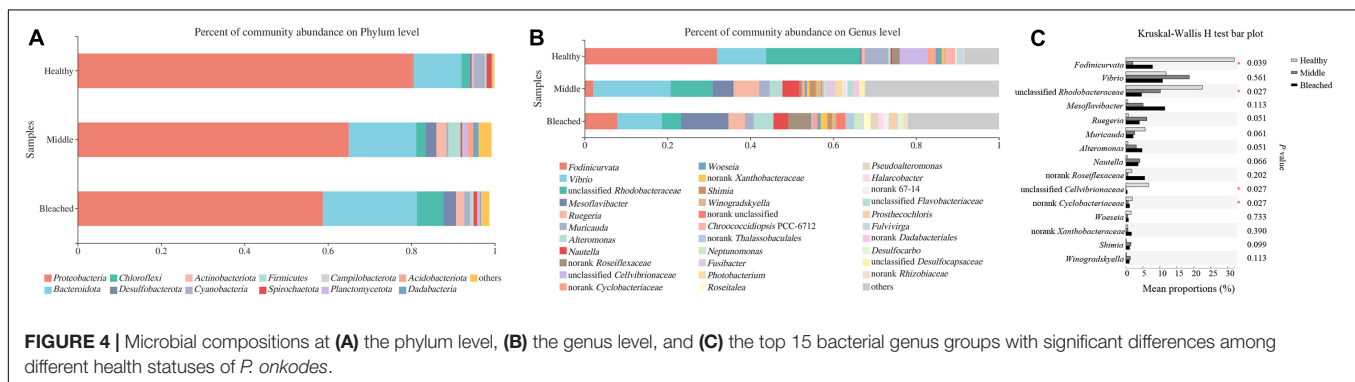 A
Percent of community abundance on Phylum level
Samples
Healthy
Middle
Bleached
0 0.2 0.4 0.6 0.8 1
Proteobacteria Chloroflexi Actinobacteriota Firmicutes Campilobacterota Acidobacteriota others
Bacteroidota Desulfobacterota Cyanobacteria Spirochaetota Planctomycetota Dadabacteria
B
Percent of community abundance on Genus level
Samples
Healthy
Middle
Bleached
0 0.2 0.4 0.6 0.8 1
Fodinicurvata
Vibrio
unclassified Rhodobacteraceae
Mesoflavibacter
Ruegeria
Muricauda
Alteromonas
Nautella
norank Roseiflexaceae
unclassified Cellvibrionaceae
norank Cyclobacteriaceae
Woeseia
norank Xanthobacteraceae
Shimia
Winogradskyella
norank unclassified
Chroococcidiopsis PCC-6712
norank Thalassobaculales
Neptunomonas
Fusibacter
Photobacterium
Roseitalea
Pseudoalteromonas
Halarcobacter
norank 67-14
unclassified Flavobacteriaceae
Prosthecochloris
Fulvivirga
norank Dadabacteriales
Desulfocarbo
unclassified Desulfocapsaceae
norank Rhizobiaceae
others
C
Kruskal-Wallis H test bar plot
Healthy
Middle
Bleached
Fodinicurvata * 0.039
Vibrio 0.561
unclassified Rhodobacteraceae * 0.027
Mesoflavibacter 0.113
Ruegeria 0.051
Muricauda 0.061
Alteromonas 0.051
Nautella 0.066
norank Roseiflexaceae 0.202
unclassified Cellvibrionaceae * 0.027
norank Cyclobacteriaceae * 0.027
Woeseia 0.733
norank Xanthobacteraceae 0.390
Shimia 0.099
Winogradskyella 0.113
P value
0 5 10 15 20 25 30
Mean proportions (%)
FIGURE 4 | Microbial compositions at (A) the phylum level, (B) the genus level, and (C) the top 15 bacterial genus groups with significant differences among
different health statuses of P. onkodes.